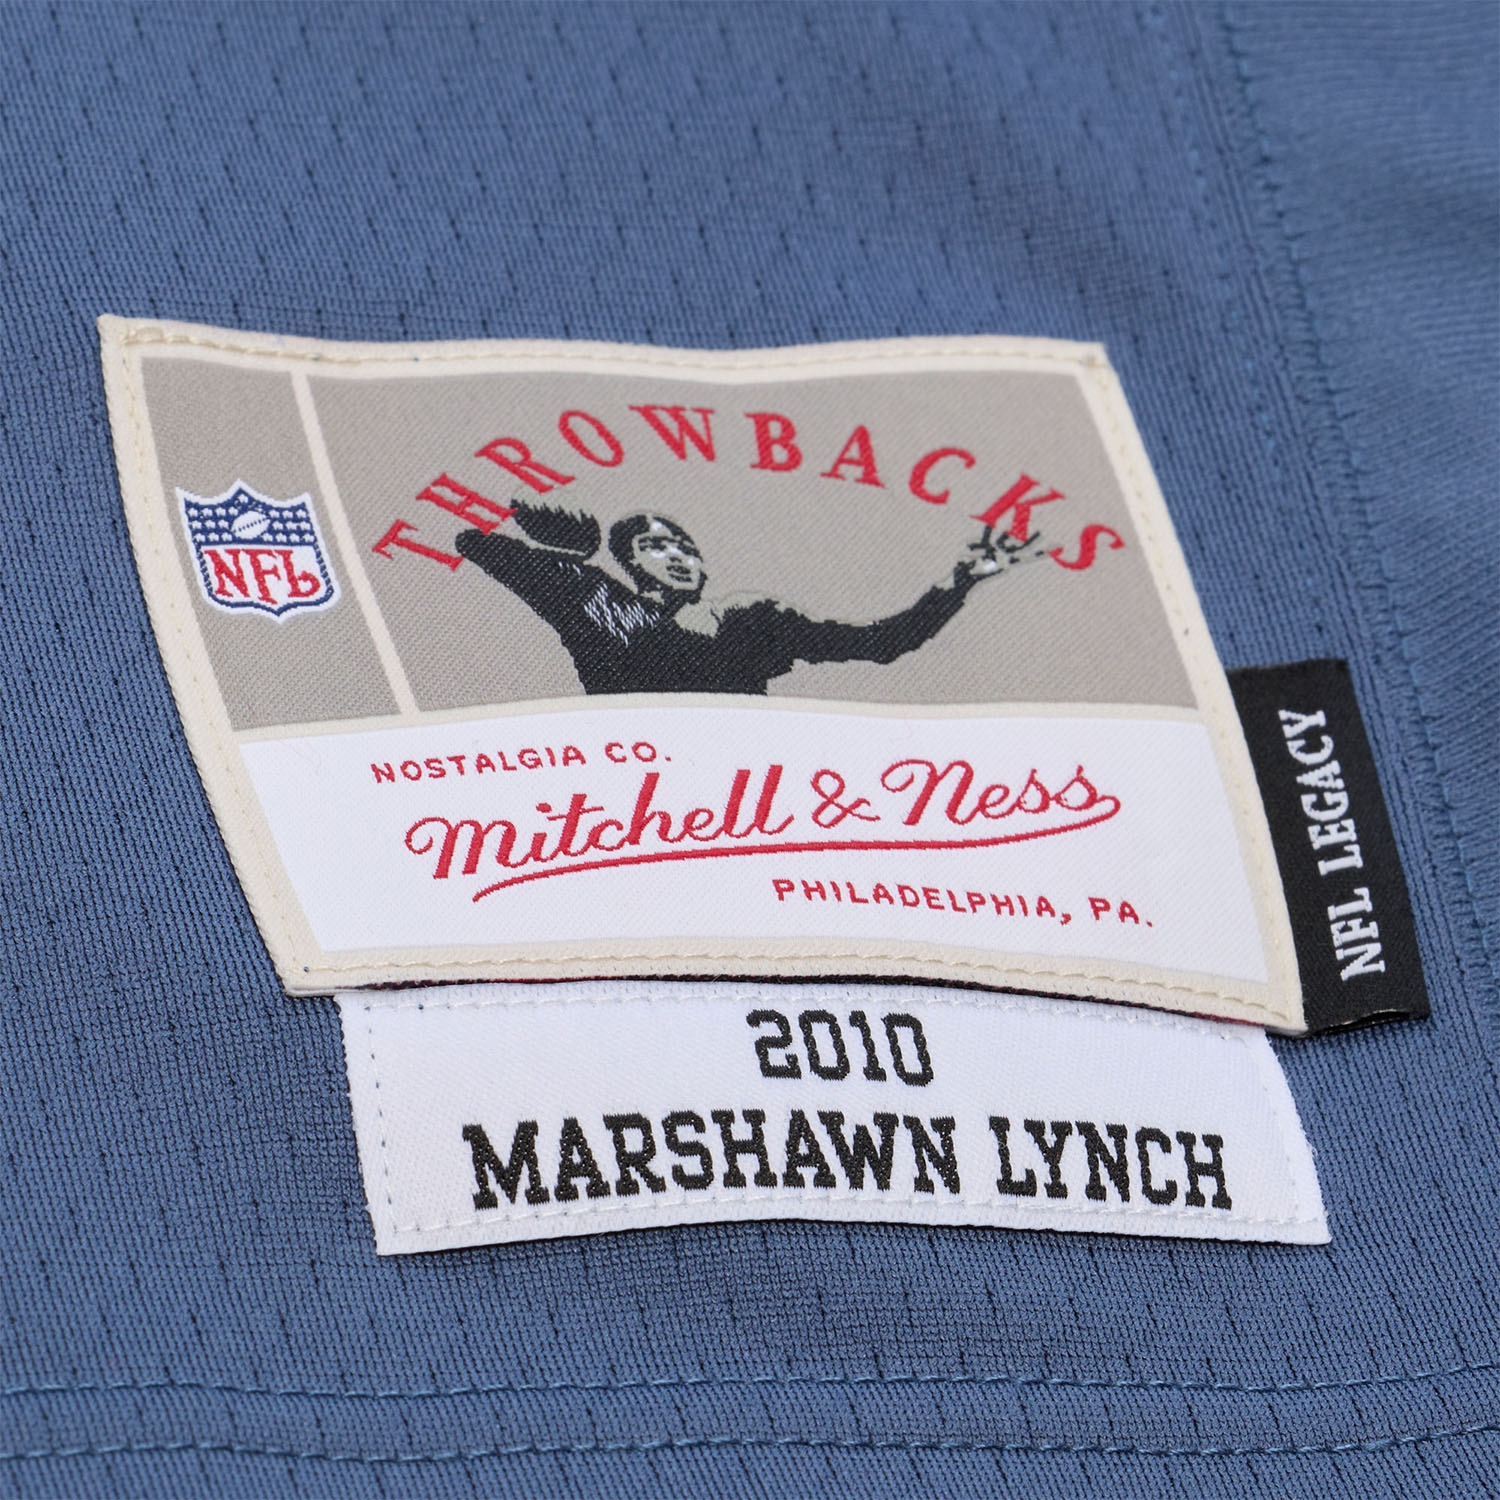 THROWBACKS
NFL
NOSTALGIA CO.
Mitchell & Ness
PHILADELPHIA, PA.
NFL LEGACY
2010
MARSHAWN LYNCH